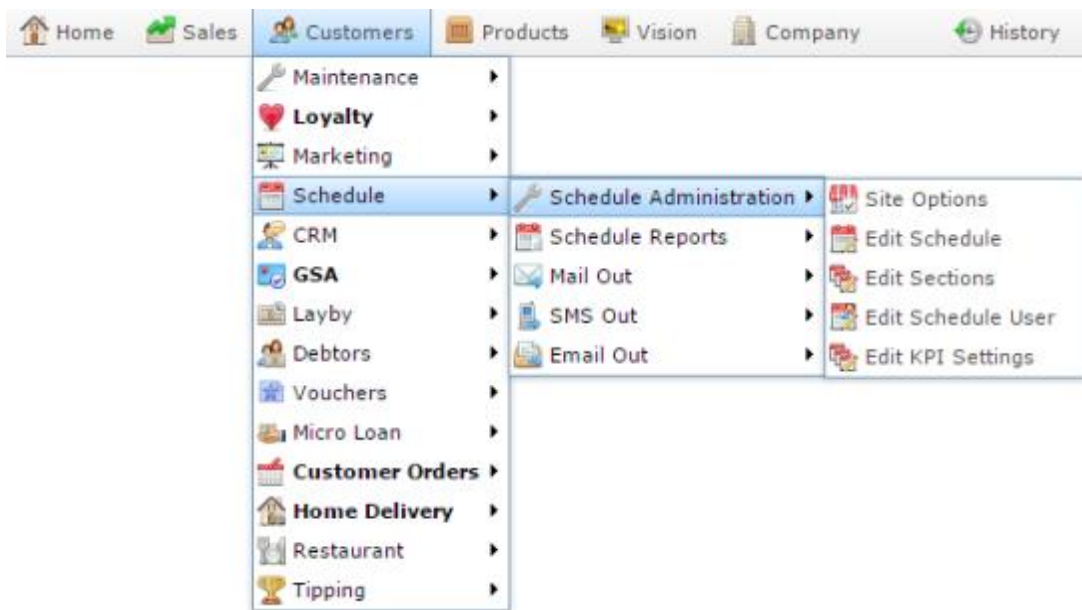 Home Sales Customers Products Vision Company History
Maintenance
Loyalty
Marketing
Schedule
CRM
GSA
Layby
Debtors
Vouchers
Micro Loan
Customer Orders
Home Delivery
Restaurant
Tipping
Schedule Administration
Schedule Reports
Mail Out
SMS Out
Email Out
Site Options
Edit Schedule
Edit Sections
Edit Schedule User
Edit KPI Settings